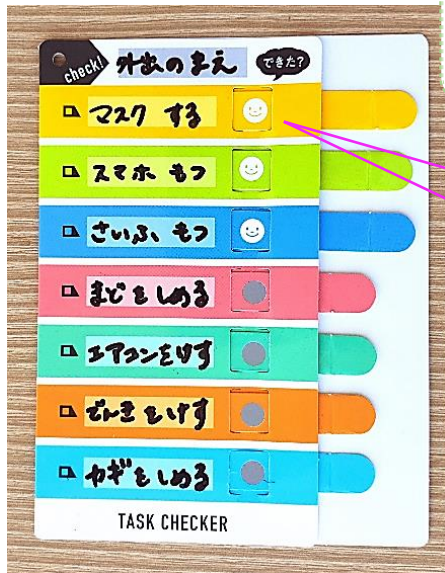 check! 外出のまえ できた?
マスク する
スマホ もつ
さいふ もつ
まどをしめる
エアコンをけす
でんきをけす
カギをしめる
TASK CHECKER